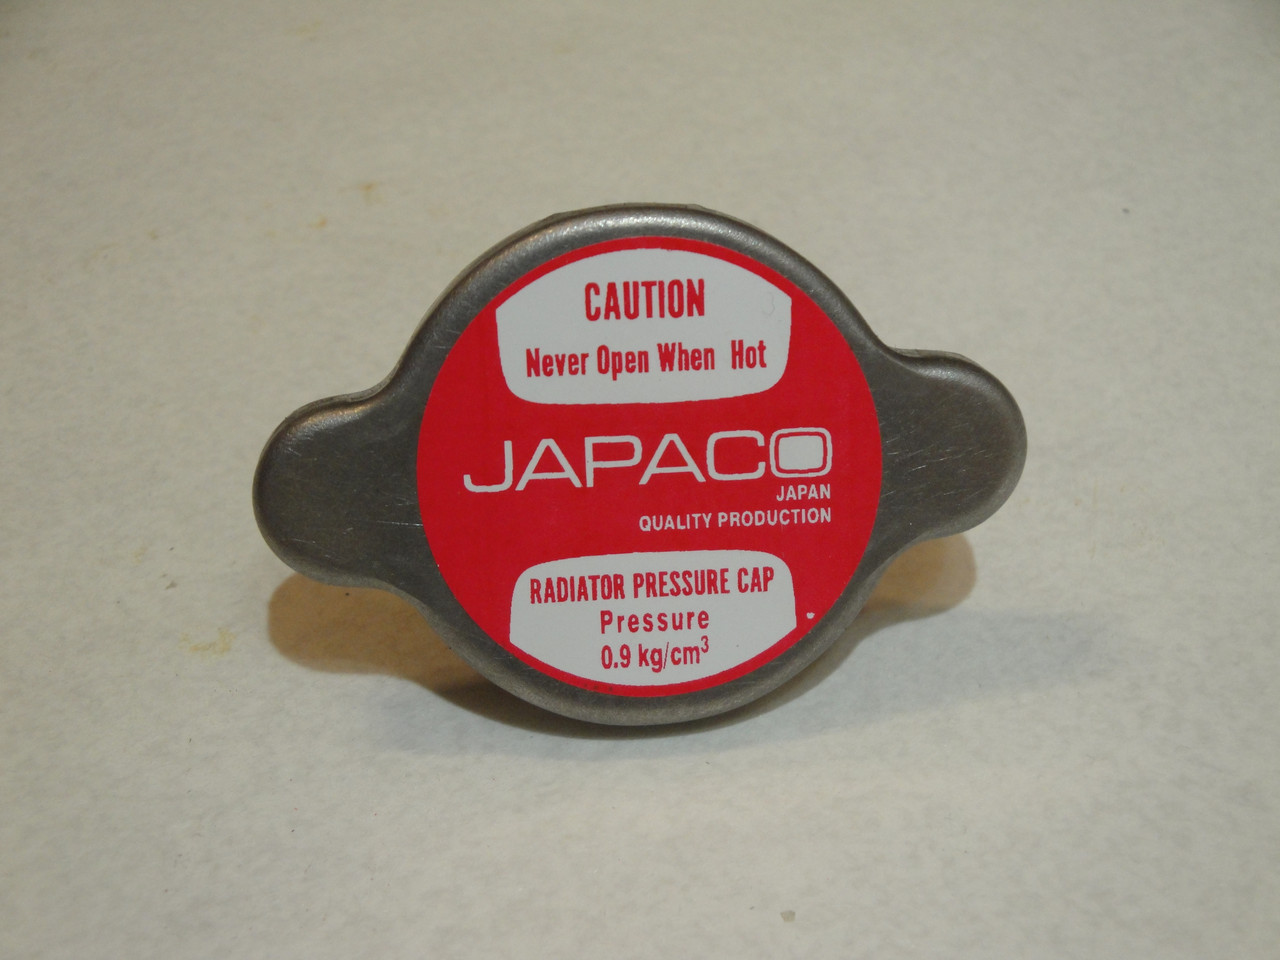 CAUTION
Never Open When Hot
JAPACO
JAPAN
QUALITY PRODUCTION
RADIATOR PRESSURE CAP
Pressure
0.9 kg/cm³